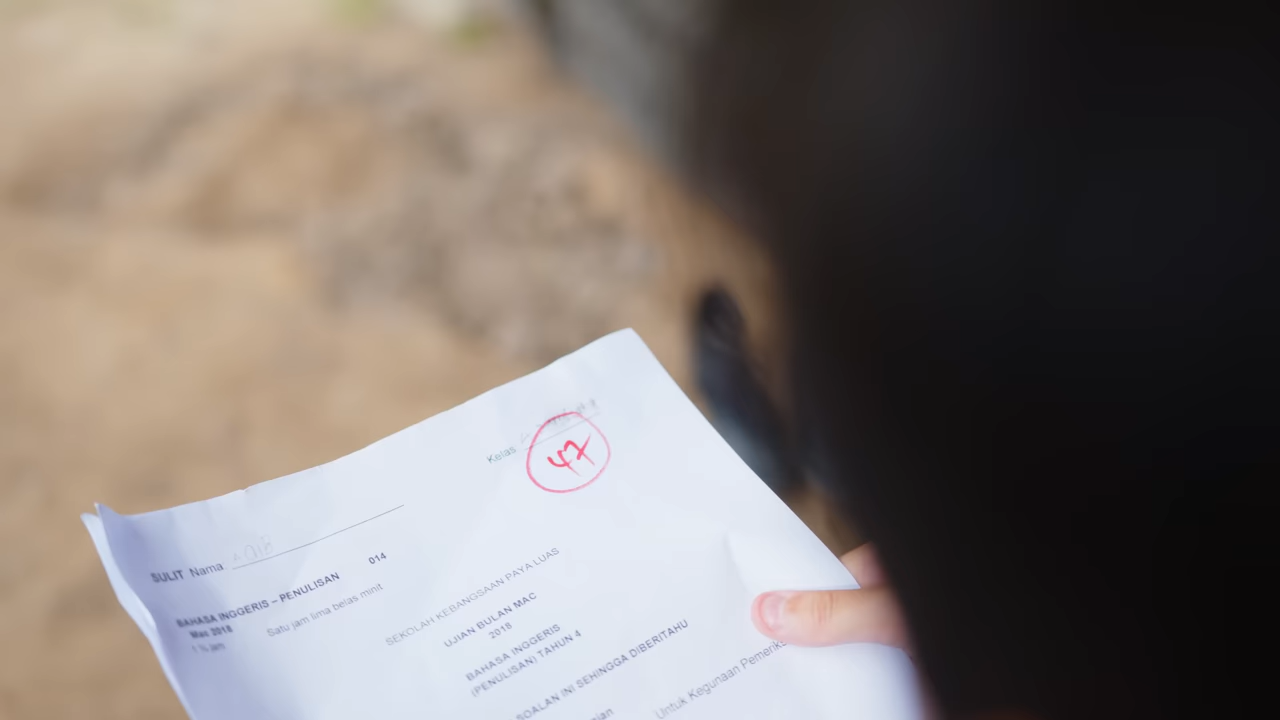 Kelas
47
SULIT Nama AQIB
BAHASA INGGERIS – PENULISAN 014
Mac 2018 Satu jam lima belas minit
1 ¼ jam
SEKOLAH KEBANGSAAN PAYA LUAS
UJIAN BULAN MAC
2018
BAHASA INGGERIS
(PENULISAN) TAHUN 4
SOALAN INI SEHINGGA DIBERITAHU
Untuk Kegunaan